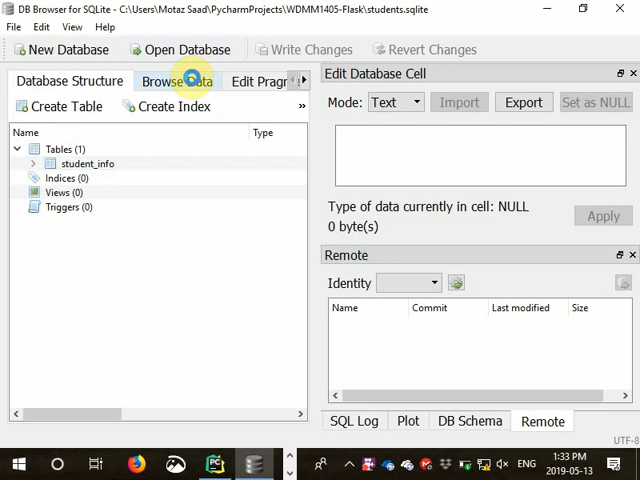 DB Browser for SQLite - C:\Users\Motaz Saad\PycharmProjects\WDMM1405-Flask\students.sqlite
File Edit View Help
New Database Open Database Write Changes Revert Changes
Database Structure Browse Data Edit Pragm
Create Table Create Index »
Name Type
Tables (1)
student_info
Indices (0)
Views (0)
Triggers (0)
Edit Database Cell
Mode: Text Import Export Set as NULL
Type of data currently in cell: NULL
0 byte(s)
Apply
Remote
Identity
Name Commit Last modified Size
SQL Log Plot DB Schema Remote
UTF-8
PC
ENG
1:33 PM
2019-05-13